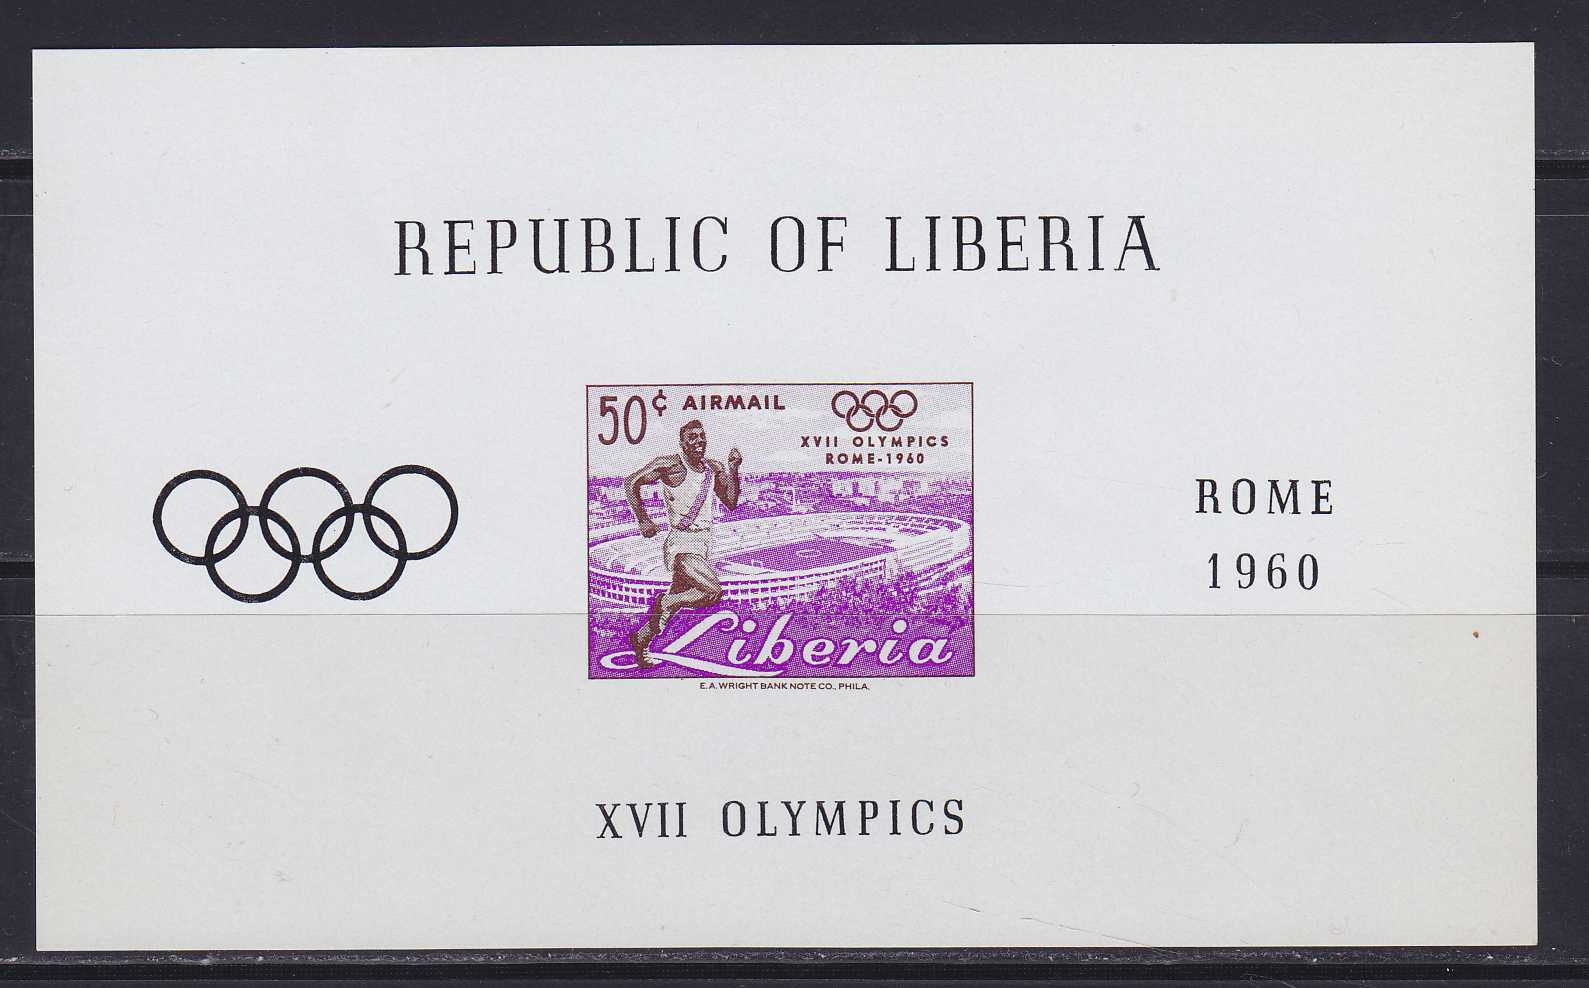 REPUBLIC OF LIBERIA
50¢ AIRMAIL
XVII OLYMPICS
ROME-1960
Liberia
E.A. WRIGHT BANK NOTE CO., PHILA.
ROME
1960
XVII OLYMPICS